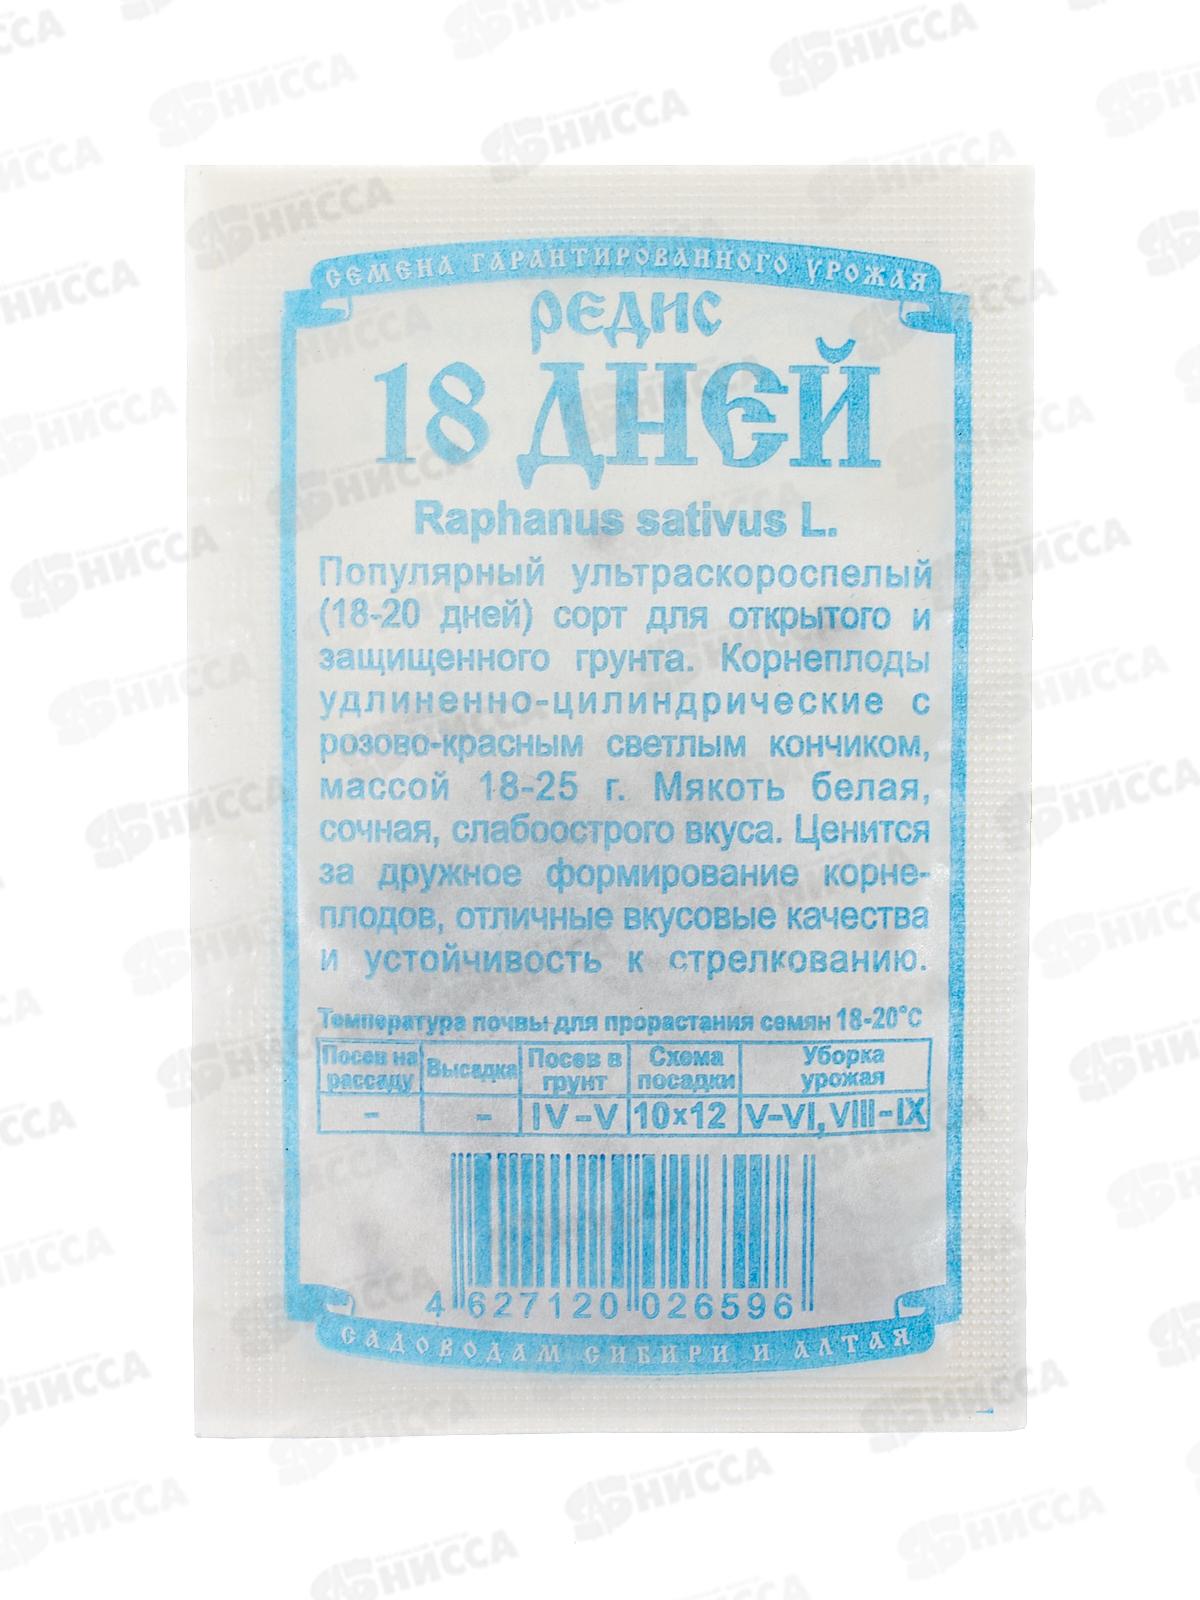 СЕМЕНА ГАРАНТИРОВАННОГО УРОЖАЯ
РЕДИС
18 ДНЕЙ
Raphanus sativus L.
Популярный ультраскороспелый
(18-20 дней) сорт для открытого и
защищенного грунта. Корнеплоды
удлиненно-цилиндрические с
розово-красным светлым кончиком,
массой 18-25 г. Мякоть белая,
сочная, слабоострого вкуса. Ценится
за дружное формирование корне-
плодов, отличные вкусовые качества
и устойчивость к стрелкованию.
Температура почвы для прорастания семян 18-20°С
Посев на рассаду Высадка Посев в грунт Схема посадки Уборка урожая
- - IV-V 10x12 V-VI, VIII-IX
4 627120 026596
САДОВОДАМ СИБИРИ И АЛТАЯ